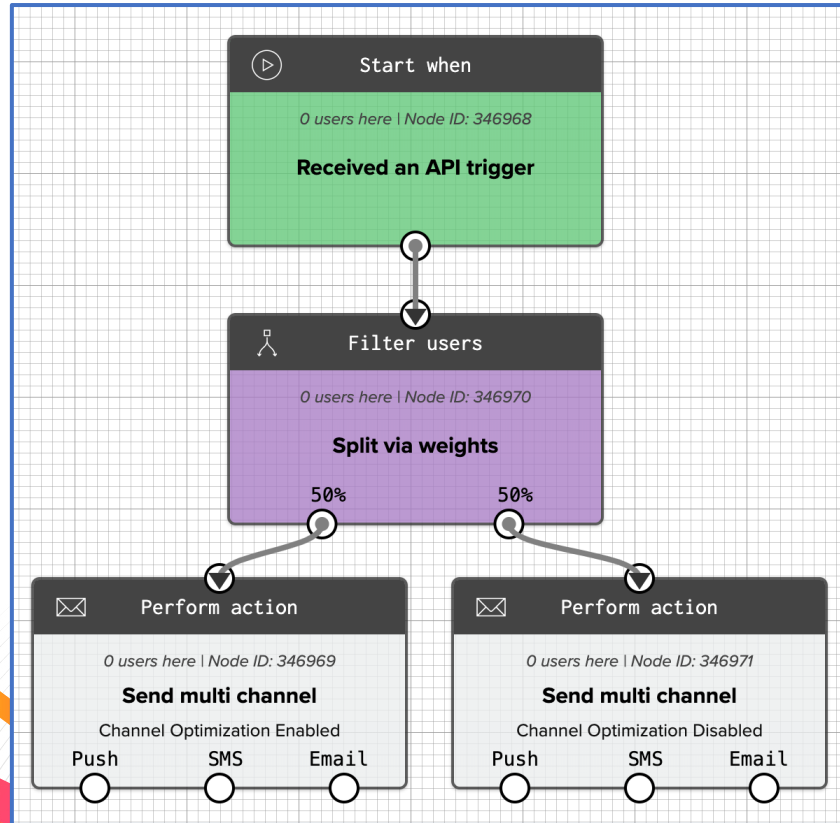 Start when
0 users here | Node ID: 346968
Received an API trigger
Filter users
0 users here | Node ID: 346970
Split via weights
50% 50%
Perform action
0 users here | Node ID: 346969
Send multi channel
Channel Optimization Enabled
Push SMS Email
Perform action
0 users here | Node ID: 346971
Send multi channel
Channel Optimization Disabled
Push SMS Email